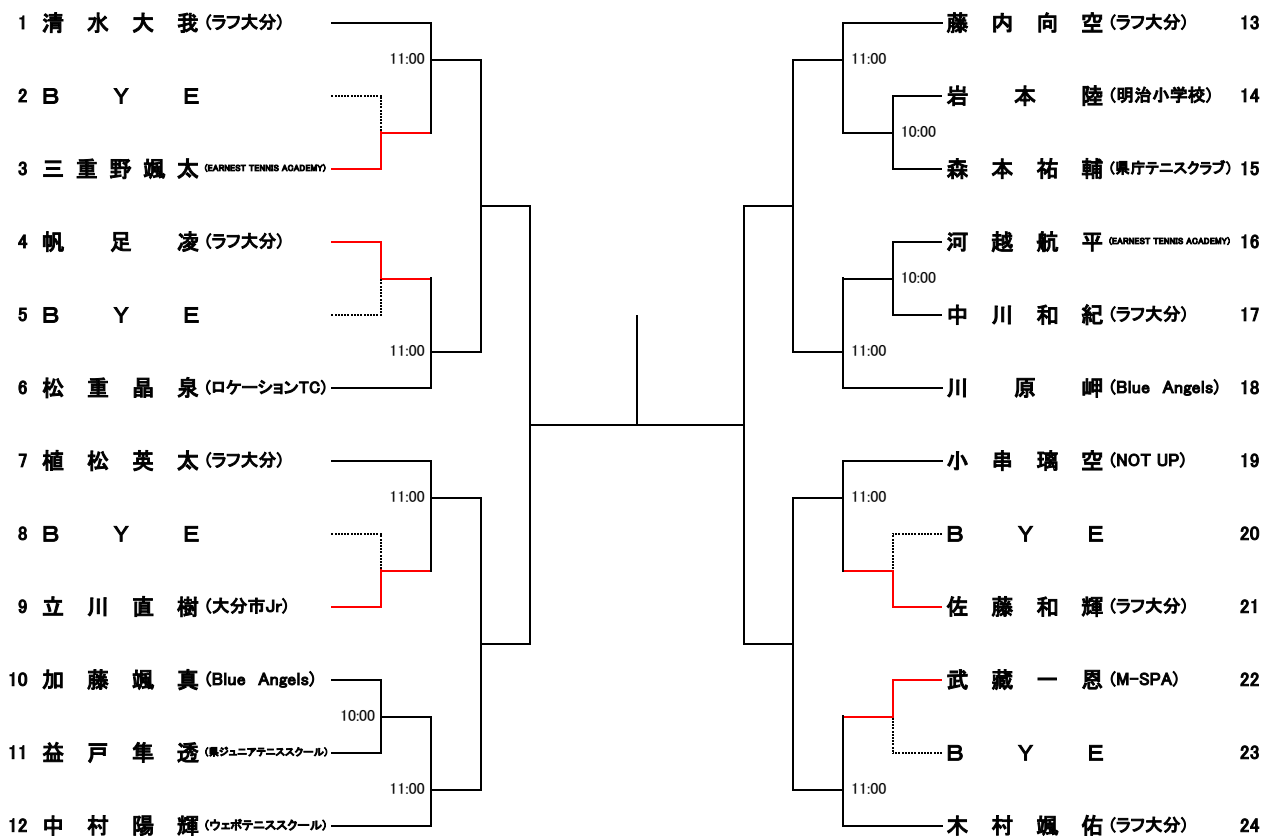 1 清水大我 (ラフ大分)
11:00
2 BYE
3 三重野颯太 (EARNEST TENNIS ACADEMY)
4 帆足凌 (ラフ大分)
5 BYE
11:00
6 松重晶泉 (ロケーションTC)
7 植松英太 (ラフ大分)
11:00
8 BYE
9 立川直樹 (大分市Jr)
10 加藤颯真 (Blue Angels)
10:00
11 益戸隼透 (県ジュニアテニススクール)
11:00
12 中村陽輝 (ウェポテニススクール)
藤内向空 (ラフ大分) 13
11:00
岩本陸 (明治小学校) 14
10:00
森本祐輔 (県庁テニスクラブ) 15
河越航平 (EARNEST TENNIS ACADEMY) 16
10:00
中川和紀 (ラフ大分) 17
11:00
川原岬 (Blue Angels) 18
小串璃空 (NOT UP) 19
11:00
BYE 20
佐藤和輝 (ラフ大分) 21
武藏一恩 (M-SPA) 22
BYE 23
11:00
木村颯佑 (ラフ大分) 24